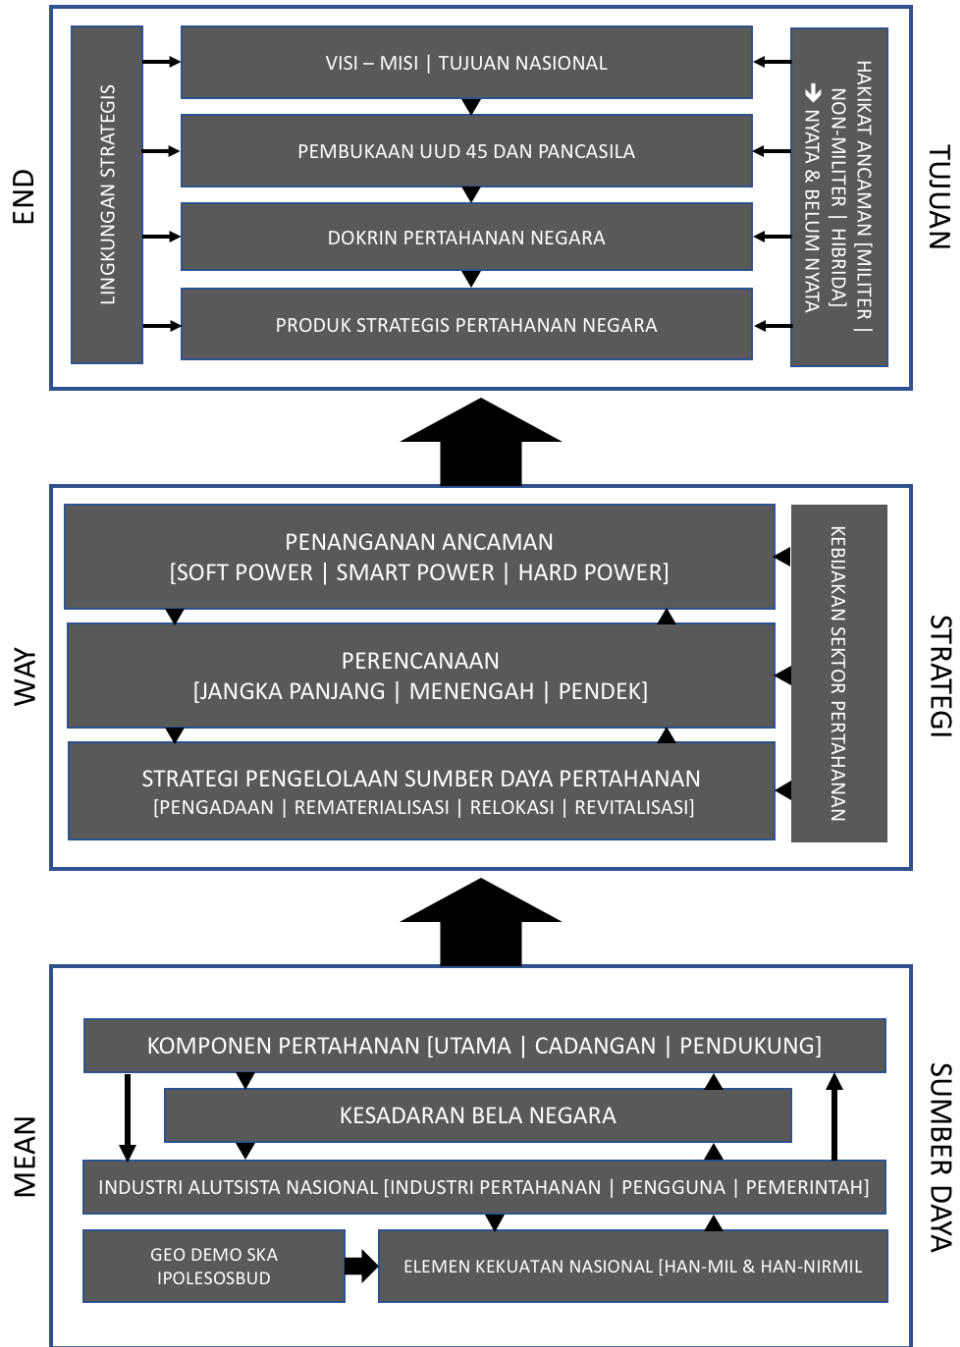 END
LINGKUNGAN STRATEGIS
VISI – MISI | TUJUAN NASIONAL
PEMBUKAAN UUD 45 DAN PANCASILA
DOKRIN PERTAHANAN NEGARA
PRODUK STRATEGIS PERTAHANAN NEGARA
HAKIKAT ANCAMAN [MILITER |
NON-MILITER | HIBRIDA]
➔ NYATA & BELUM NYATA
TUJUAN
WAY
PENANGANAN ANCAMAN
[SOFT POWER | SMART POWER | HARD POWER]
PERENCANAAN
[JANGKA PANJANG | MENENGAH | PENDEK]
STRATEGI PENGELOLAAN SUMBER DAYA PERTAHANAN
[PENGADAAN | REMATERIALISASI | RELOKASI | REVITALISASI]
KEBIJAKAN SEKTOR PERTAHANAN
STRATEGI
MEAN
KOMPONEN PERTAHANAN [UTAMA | CADANGAN | PENDUKUNG]
KESADARAN BELA NEGARA
INDUSTRI ALUTSISTA NASIONAL [INDUSTRI PERTAHANAN | PENGGUNA | PEMERINTAH]
GEO DEMO SKA
IPOLESOSBUD
ELEMEN KEKUATAN NASIONAL [HAN-MIL & HAN-NIRMIL
SUMBER DAYA